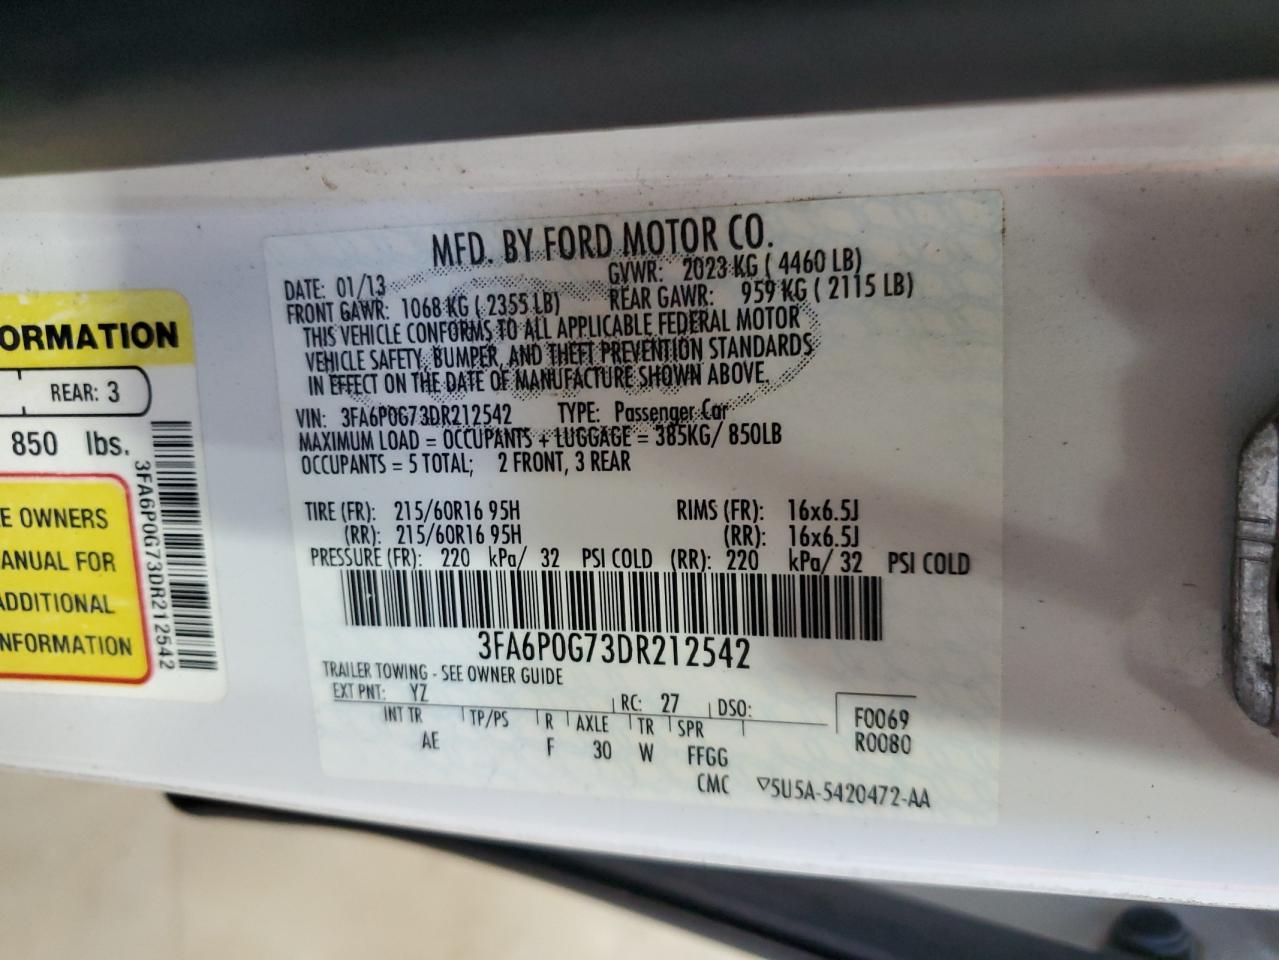 ORMATION
REAR: 3
850 lbs.
E OWNERS
ANUAL FOR
ADDITIONAL
NFORMATION
3FA6P0G73DR212542
MFD. BY FORD MOTOR CO.
DATE: 01/13 GVWR: 2023 KG ( 4460 LB)
FRONT GAWR: 1068 KG ( 2355 LB) REAR GAWR: 959 KG ( 2115 LB)
THIS VEHICLE CONFORMS TO ALL APPLICABLE FEDERAL MOTOR
VEHICLE SAFETY, BUMPER, AND THEFT PREVENTION STANDARDS
IN EFFECT ON THE DATE OF MANUFACTURE SHOWN ABOVE.
VIN: 3FA6P0G73DR212542 TYPE: Passenger Car
MAXIMUM LOAD = OCCUPANTS + LUGGAGE = 385KG/ 850LB
OCCUPANTS = 5 TOTAL; 2 FRONT, 3 REAR
TIRE (FR): 215/60R16 95H RIMS (FR): 16x6.5J
(RR): 215/60R16 95H (RR): 16x6.5J
PRESSURE (FR): 220 kPa/ 32 PSI COLD (RR): 220 kPa/ 32 PSI COLD
3FA6P0G73DR212542
TRAILER TOWING - SEE OWNER GUIDE
EXT PNT: YZ RC: 27 DSO:
INT TR TP/PS R AXLE TR SPR F0069
AE F 30 W FFGG R0080
CMC ▽5U5A-5420472-AA